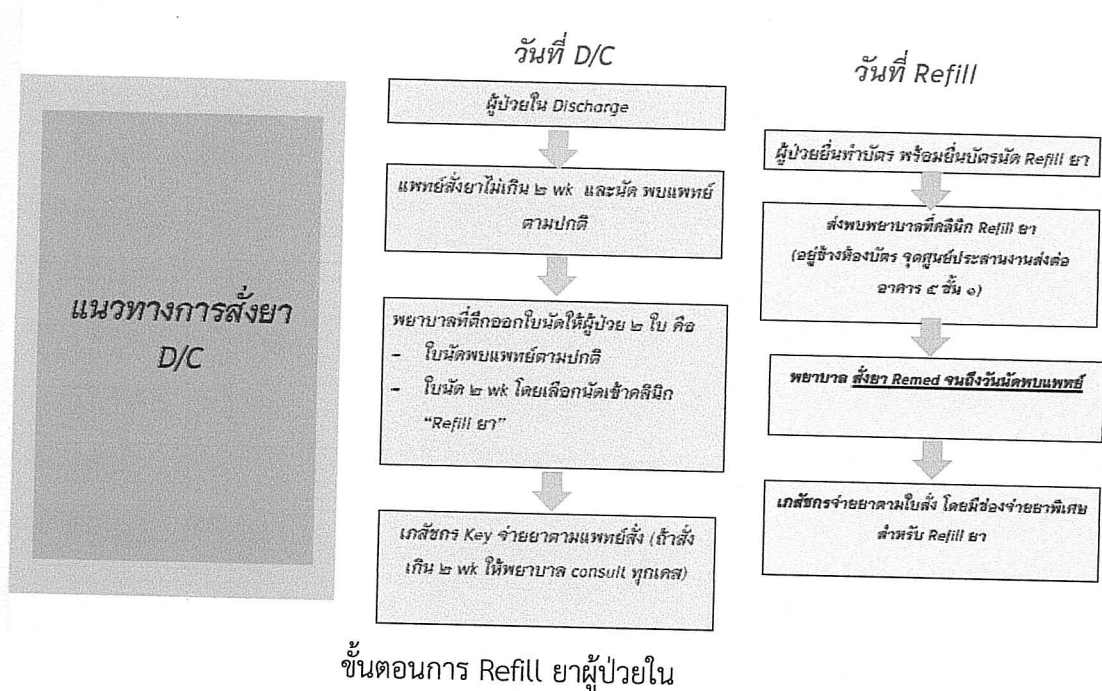 แนวทางการสั่งยา
D/C
วันที่ D/C
ผู้ป่วยใน Discharge
แพทย์สั่งยาไม่เกิน ๒ wk และนัด พบแพทย์
ตามปกติ
พยาบาลที่ตึกออกใบนัดให้ผู้ป่วย ๒ ใบ คือ
- ใบนัดพบแพทย์ตามปกติ
- ใบนัด ๒ wk โดยเลือกนัดเข้าคลินิก
“Refill ยา”
เภสัชกร Key จ่ายยาตามแพทย์สั่ง (ถ้าสั่ง
เกิน ๒ wk ให้พยาบาล consult ทุกเคส)
วันที่ Refill
ผู้ป่วยยื่นทำบัตร พร้อมยื่นบัตรนัด Refill ยา
ส่งพบพยาบาลที่คลินิก Refill ยา
(อยู่ข้างห้องบัตร จุดศูนย์ประสานงานส่งต่อ
อาคาร ๕ ชั้น ๑)
พยาบาล สั่งยา Remed จนถึงวันนัดพบแพทย์
เภสัชกรจ่ายยาตามใบสั่ง โดยมีช่องจ่ายยาพิเศษ
สำหรับ Refill ยา
ขั้นตอนการ Refill ยาผู้ป่วยใน